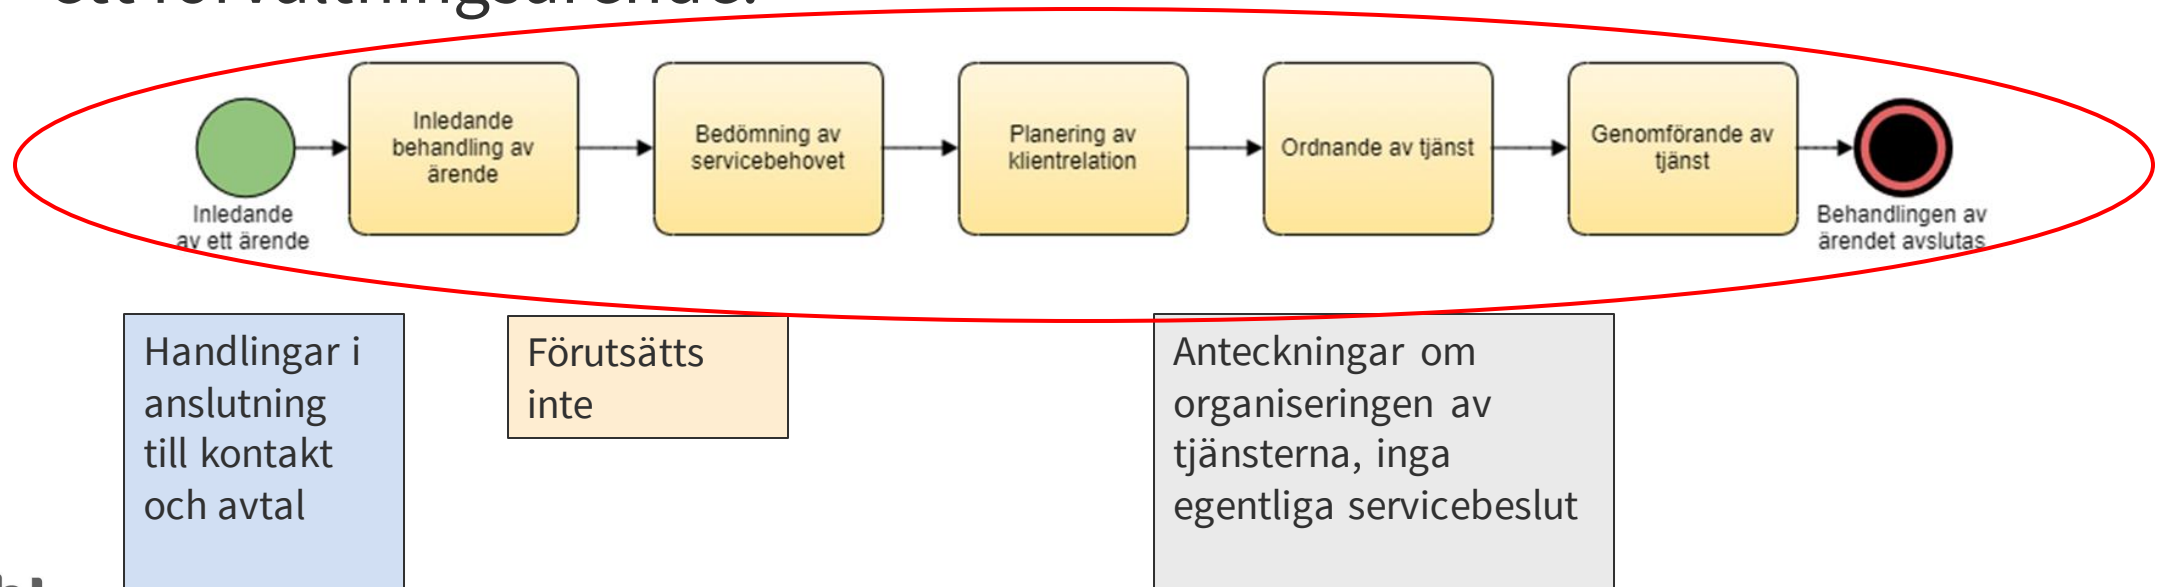 ett förvaltningsärende.
Inledande
av ett ärende
Inledande
behandling av
ärende
Bedömning av
servicebehovet
Planering av
klientrelation
Ordnande av tjänst
Genomförande av
tjänst
Behandlingen av
ärendet avslutas
Handlingar i
anslutning
till kontakt
och avtal
Förutsätts
inte
Anteckningar om
organiseringen av
tjänsterna, inga
egentliga servicebeslut